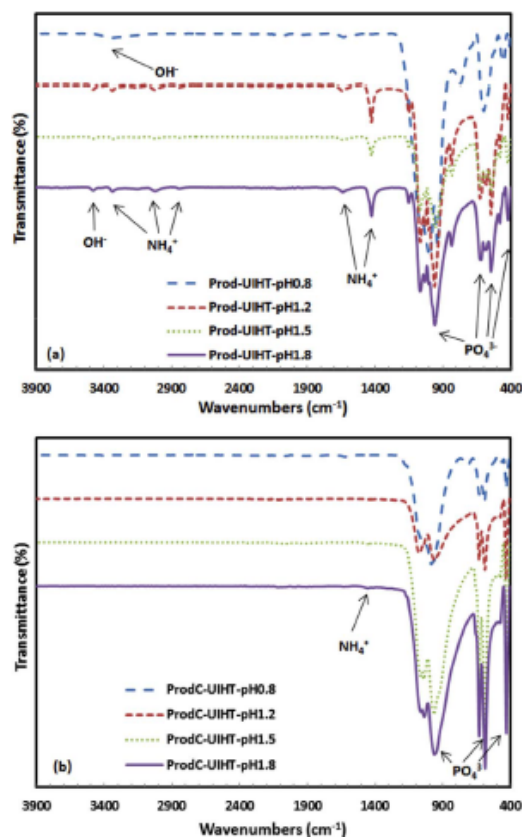 OH⁻
Transmittance (%)
OH⁻
NH₄⁺
NH₄⁺
Prod-UIHT-pH0.8
Prod-UIHT-pH1.2
Prod-UIHT-pH1.5
Prod-UIHT-pH1.8
PO₄³⁻
(a)
3900 3400 2900 2400 1900 1400 900 400
Wavenumbers (cm⁻¹)
Transmittance (%)
NH₄⁺
ProdC-UIHT-pH0.8
ProdC-UIHT-pH1.2
ProdC-UIHT-pH1.5
ProdC-UIHT-pH1.8
PO₄³⁻
(b)
3900 3400 2900 2400 1900 1400 900 400
Wavenumbers (cm⁻¹)